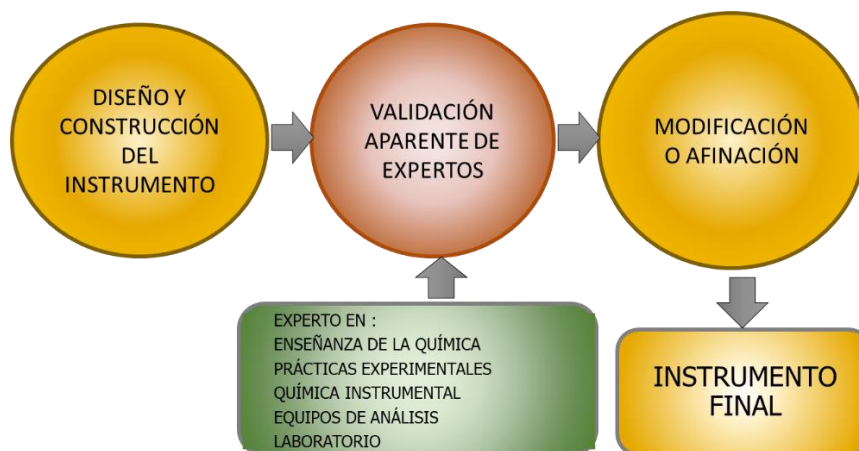 DISEÑO Y
CONSTRUCCIÓN
DEL
INSTRUMENTO
VALIDACIÓN
APARENTE DE
EXPERTOS
MODIFICACIÓN
O AFINACIÓN
EXPERTO EN :
ENSEÑANZA DE LA QUÍMICA
PRÁCTICAS EXPERIMENTALES
QUÍMICA INSTRUMENTAL
EQUIPOS DE ANÁLISIS
LABORATORIO
INSTRUMENTO
FINAL